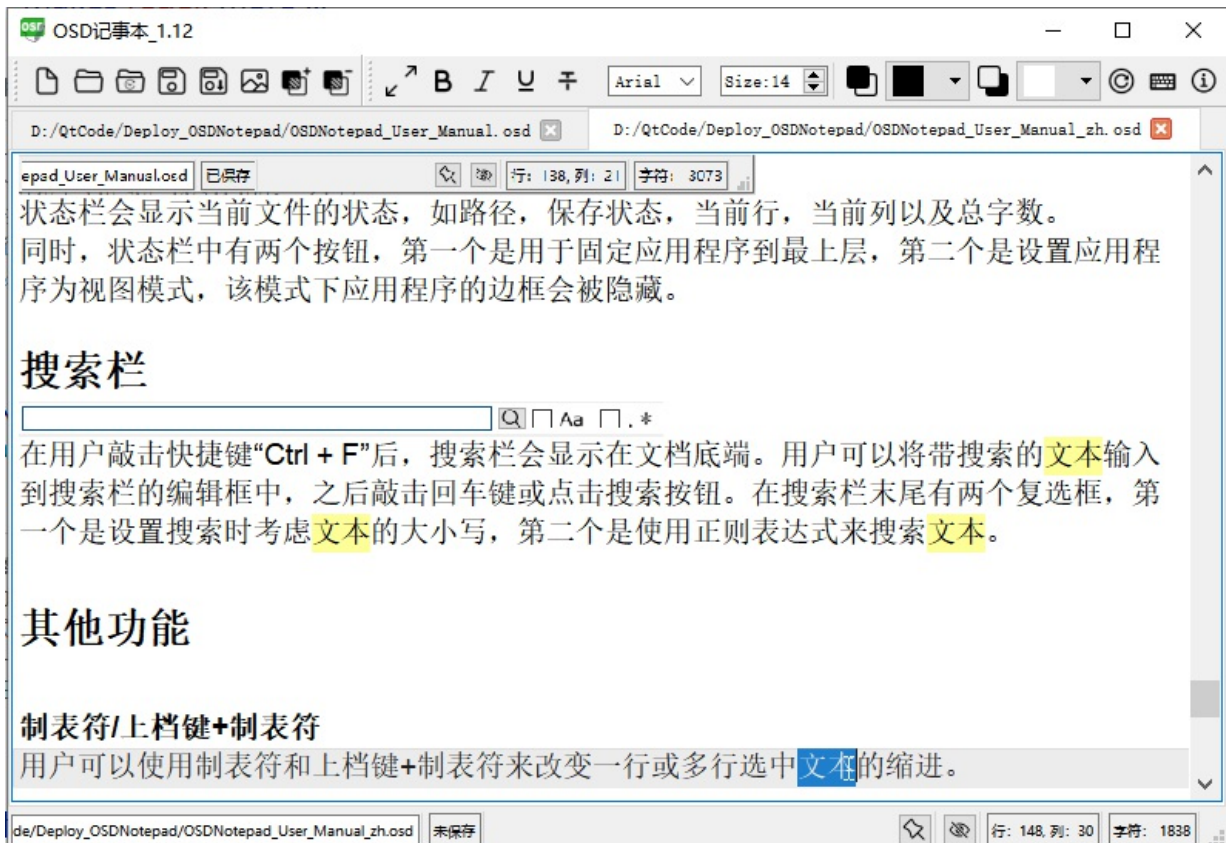 OSD记事本_1.12
B I U T Arial Size:14
D:/QtCode/Deploy_OSDNotepad/OSDNotepad_User_Manual.osd D:/QtCode/Deploy_OSDNotepad/OSDNotepad_User_Manual_zh.osd
epad_User_Manual.osd 已保存 行: 138, 列: 21 字符: 3073
状态栏会显示当前文件的状态，如路径，保存状态，当前行，当前列以及总字数。
同时，状态栏中有两个按钮，第一个是用于固定应用程序到最上层，第二个是设置应用程
序为视图模式，该模式下应用程序的边框会被隐藏。
搜索栏
Aa .*
在用户敲击快捷键“Ctrl + F”后，搜索栏会显示在文档底端。用户可以将带搜索的文本输入
到搜索栏的编辑框中，之后敲击回车键或点击搜索按钮。在搜索栏末尾有两个复选框，第
一个是设置搜索时考虑文本的大小写，第二个是使用正则表达式来搜索文本。
其他功能
制表符/上档键+制表符
用户可以使用制表符和上档键+制表符来改变一行或多行选中文本的缩进。
de/Deploy_OSDNotepad/OSDNotepad_User_Manual_zh.osd 未保存 行: 148, 列: 30 字符: 1838